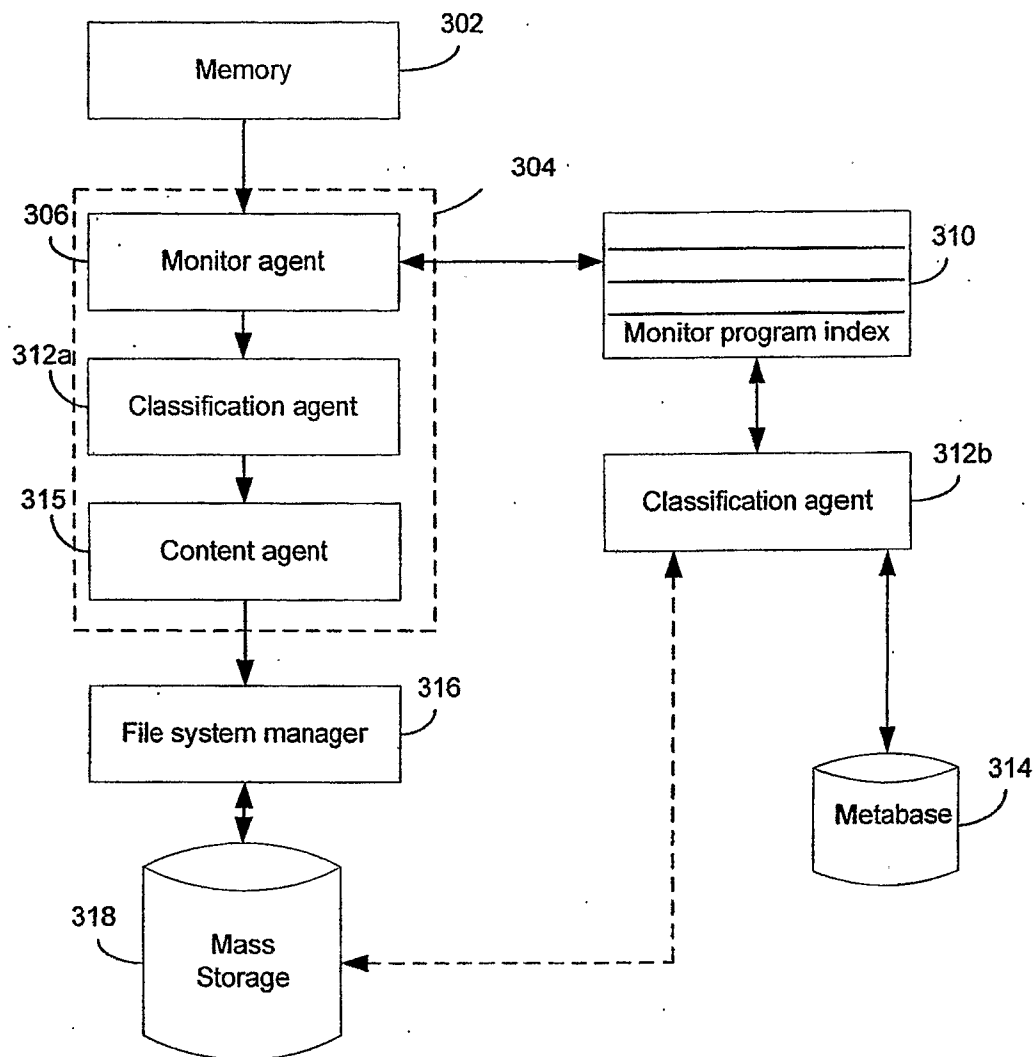 302
Memory
304
306
Monitor agent
310
Monitor program index
312a
Classification agent
312b
Classification agent
315
Content agent
316
File system manager
314
Metabase
318
Mass
Storage